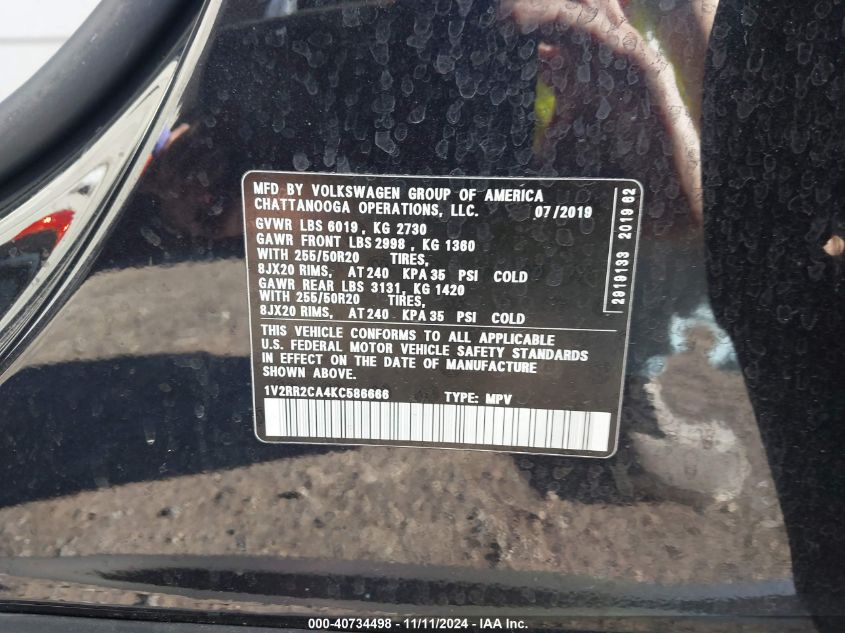 MFD BY VOLKSWAGEN GROUP OF AMERICA
CHATTANOOGA OPERATIONS, LLC. 07/2019
GVWR LBS 6019, KG 2730
GAWR FRONT LBS 2998, KG 1360
WITH 255/50R20 TIRES,
8JX20 RIMS, AT 240 KPA 35 PSI COLD
GAWR REAR LBS 3131, KG 1420
WITH 255/50R20 TIRES,
8JX20 RIMS, AT 240 KPA 35 PSI COLD
THIS VEHICLE CONFORMS TO ALL APPLICABLE
U.S. FEDERAL MOTOR VEHICLE SAFETY STANDARDS
IN EFFECT ON THE DATE OF MANUFACTURE
SHOWN ABOVE.
1V2RR2CA4KC586666 TYPE: MPV
2919133 2019 62
000-40734498 - 11/11/2024 - IAA Inc.